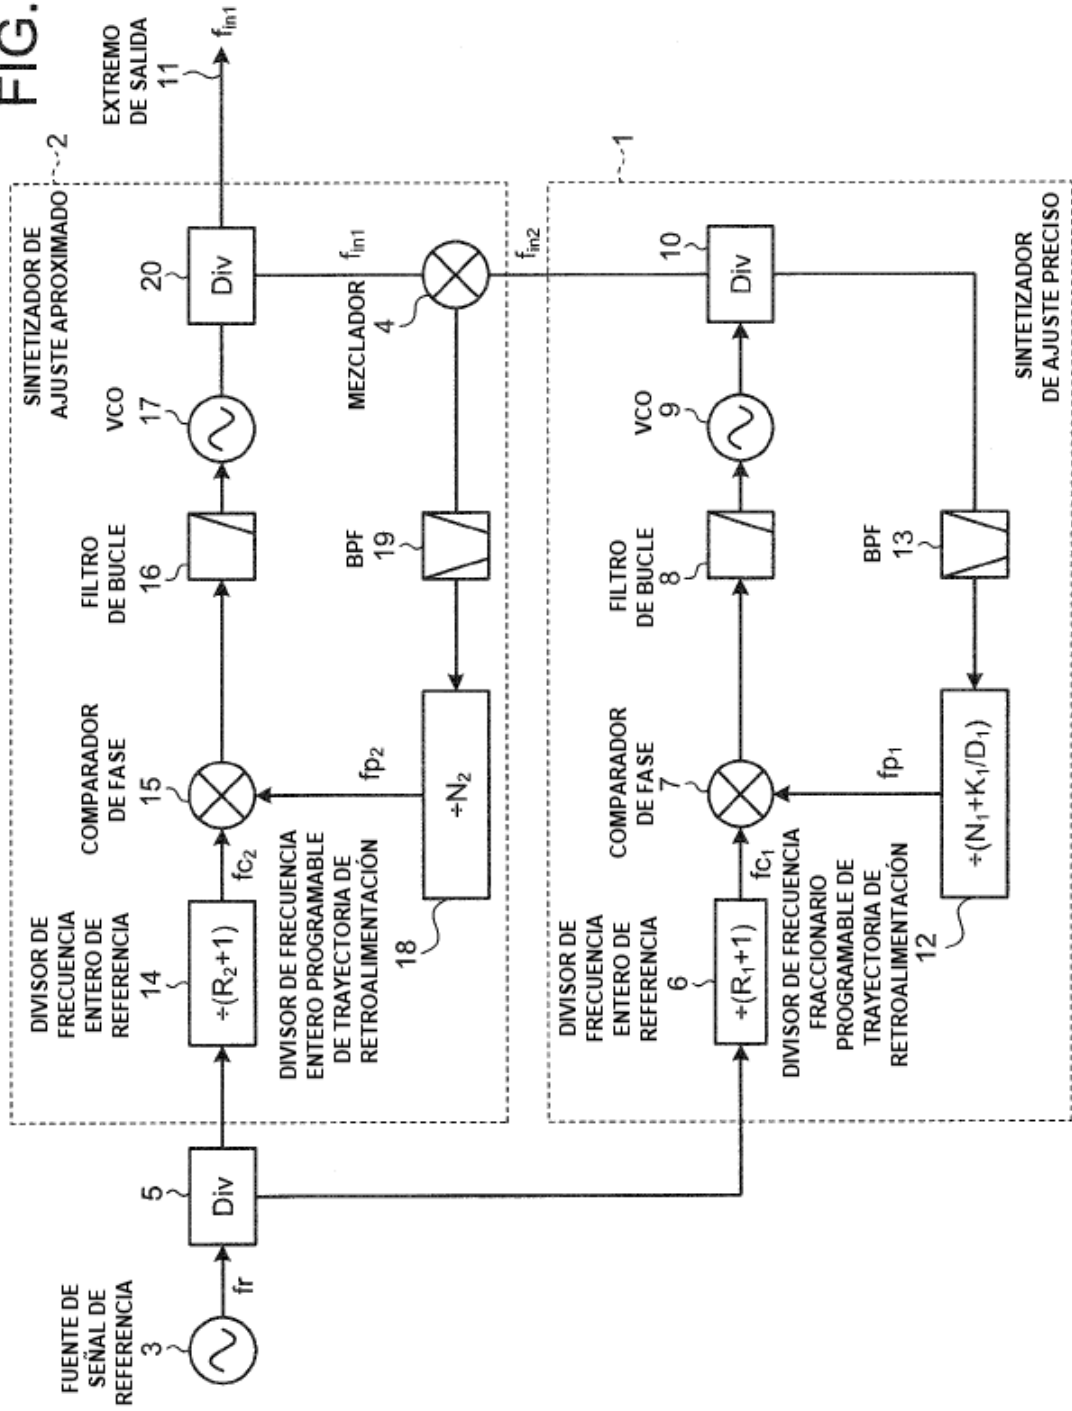 FIG.
FUENTE DE
SEÑAL DE
REFERENCIA
3
fr
5
Div
SINTETIZADOR DE
AJUSTE APROXIMADO
2
DIVISOR DE
FRECUENCIA
ENTERO DE
REFERENCIA
14
÷(R₂+1)
fc₂
COMPARADOR
DE FASE
15
FILTRO
DE BUCLE
16
VCO
17
20
Div
EXTREMO
DE SALIDA
11
f_in1
DIVISOR DE FRECUENCIA
ENTERO PROGRAMABLE
DE TRAYECTORIA DE
RETROALIMENTACIÓN
18
÷N₂
fp₂
BPF
19
MEZCLADOR
4
f_in1
f_in2
1
DIVISOR DE
FRECUENCIA
ENTERO DE
REFERENCIA
6
÷(R₁+1)
fc₁
COMPARADOR
DE FASE
7
FILTRO
DE BUCLE
8
VCO
9
10
Div
DIVISOR DE FRECUENCIA
FRACCIONARIO
PROGRAMABLE DE
TRAYECTORIA DE
RETROALIMENTACIÓN
12
÷(N₁+K₁/D₁)
fp₁
BPF
13
SINTETIZADOR
DE AJUSTE PRECISO